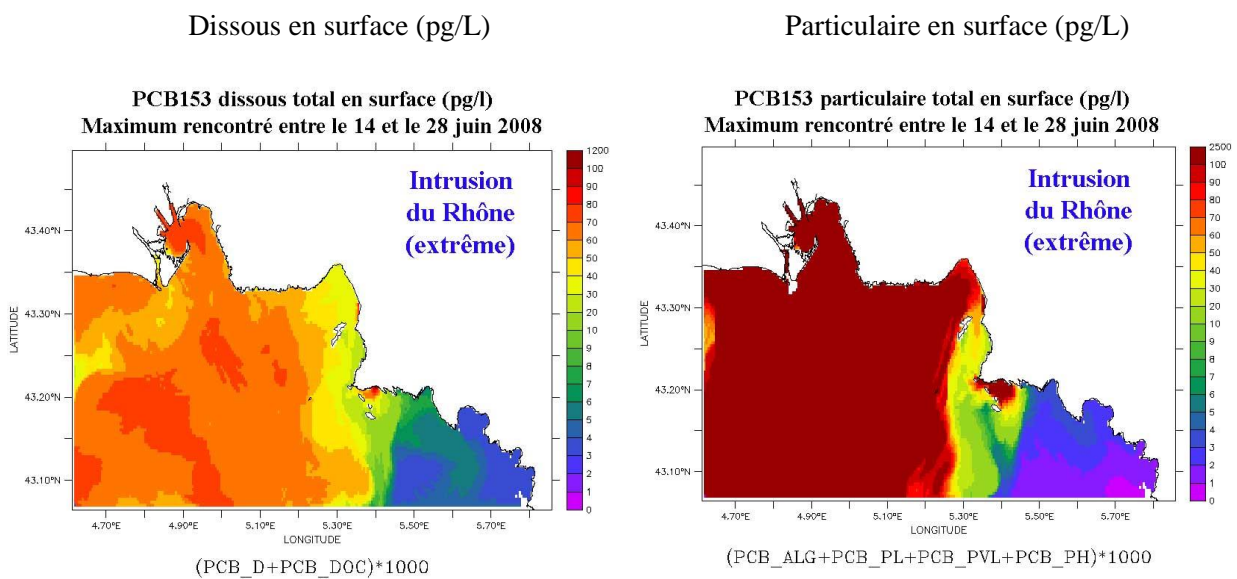 Dissous en surface (pg/L)
Particulaire en surface (pg/L)
PCB153 dissous total en surface (pg/l)
Maximum rencontré entre le 14 et le 28 juin 2008
Intrusion
du Rhône
(extrême)
1200
100
90
80
70
60
50
40
30
20
10
9
8
7
6
5
4
3
2
1
0
LATITUDE
43.40°N
43.30°N
43.20°N
43.10°N
4.70°E 4.90°E 5.10°E 5.30°E 5.50°E 5.70°E
LONGITUDE
(PCB_D+PCB_DOC)*1000
PCB153 particulaire total en surface (pg/l)
Maximum rencontré entre le 14 et le 28 juin 2008
Intrusion
du Rhône
(extrême)
2500
100
90
80
70
60
50
40
30
20
10
9
8
7
6
5
4
3
2
1
0
LATITUDE
43.40°N
43.30°N
43.20°N
43.10°N
4.70°E 4.90°E 5.10°E 5.30°E 5.50°E 5.70°E
LONGITUDE
(PCB_ALG+PCB_PL+PCB_PVL+PCB_PH)*1000